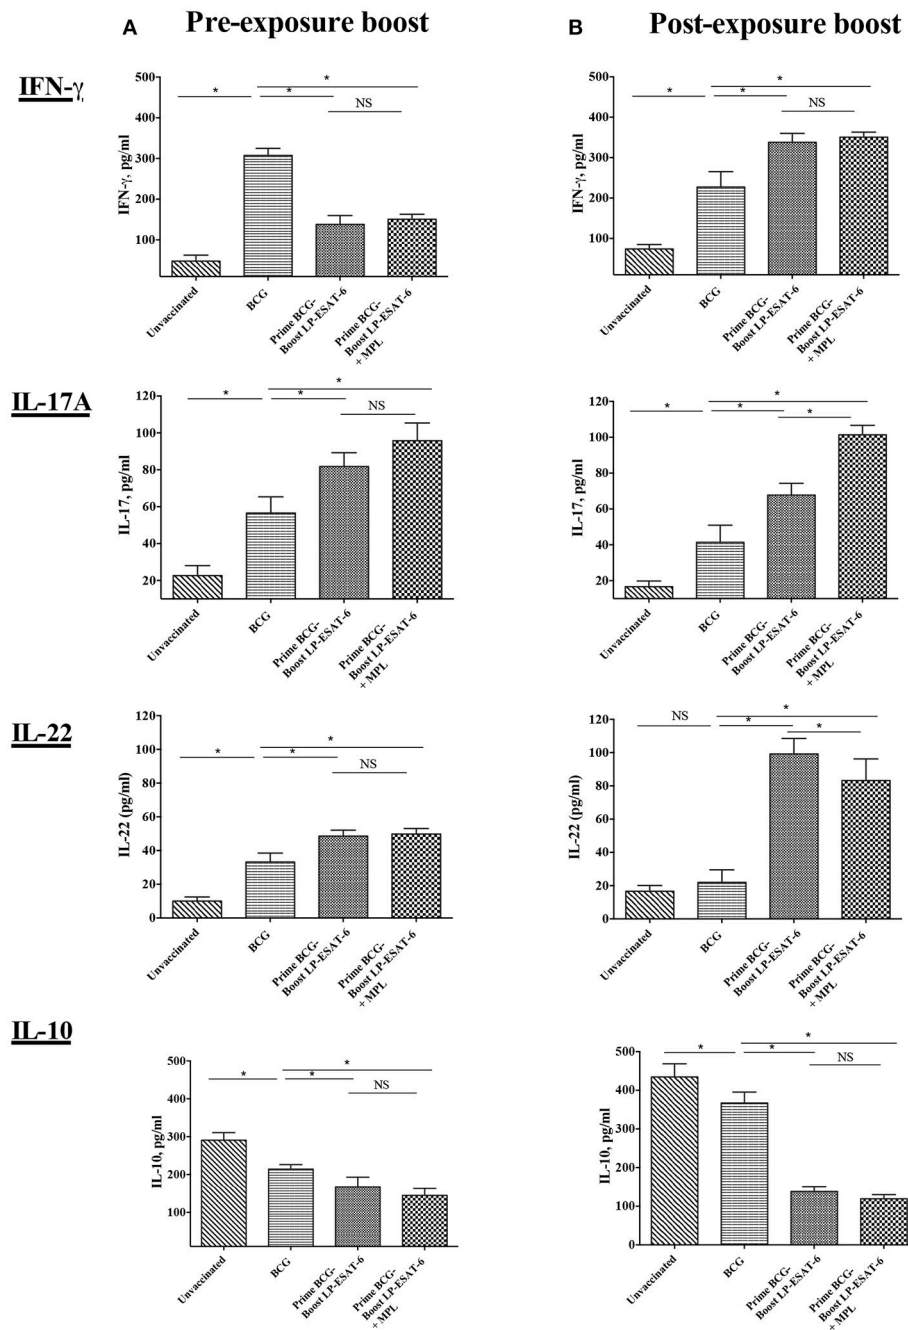 A Pre-exposure boost
B Post-exposure boost
IFN-γ
500
400
300
200
100
IFN-γ, pg/ml
*
*
*
NS
Unvaccinated
BCG
Prime BCG-
Boost LP-ESAT-6
Prime BCG-
Boost LP-ESAT-6
+ MPL
500
400
300
200
100
IFN-γ, pg/ml
*
*
*
NS
Unvaccinated
BCG
Prime BCG-
Boost LP-ESAT-6
Prime BCG-
Boost LP-ESAT-6
+ MPL
IL-17A
120
100
80
60
40
20
IL-17, pg/ml
*
*
*
NS
Unvaccinated
BCG
Prime BCG-
Boost LP-ESAT-6
Prime BCG-
Boost LP-ESAT-6
+ MPL
120
100
80
60
40
20
IL-17, pg/ml
*
*
*
*
Unvaccinated
BCG
Prime BCG-
Boost LP-ESAT-6
Prime BCG-
Boost LP-ESAT-6
+ MPL
IL-22
120
100
80
60
40
20
0
IL-22 (pg/ml)
*
*
*
NS
Unvaccinated
BCG
Prime BCG-
Boost LP-ESAT-6
Prime BCG-
Boost LP-ESAT-6
+ MPL
120
100
80
60
40
20
0
IL-22 (pg/ml)
NS
*
*
*
Unvaccinated
BCG
Prime BCG-
Boost LP-ESAT-6
Prime BCG-
Boost LP-ESAT-6
+ MPL
IL-10
500
400
300
200
100
IL-10, pg/ml
*
*
*
NS
Unvaccinated
BCG
Prime BCG-
Boost LP-ESAT-6
Prime BCG-
Boost LP-ESAT-6
+ MPL
500
400
300
200
100
0
IL-10, pg/ml
*
*
*
NS
Unvaccinated
BCG
Prime BCG-
Boost LP-ESAT-6
Prime BCG-
Boost LP-ESAT-6
+ MPL